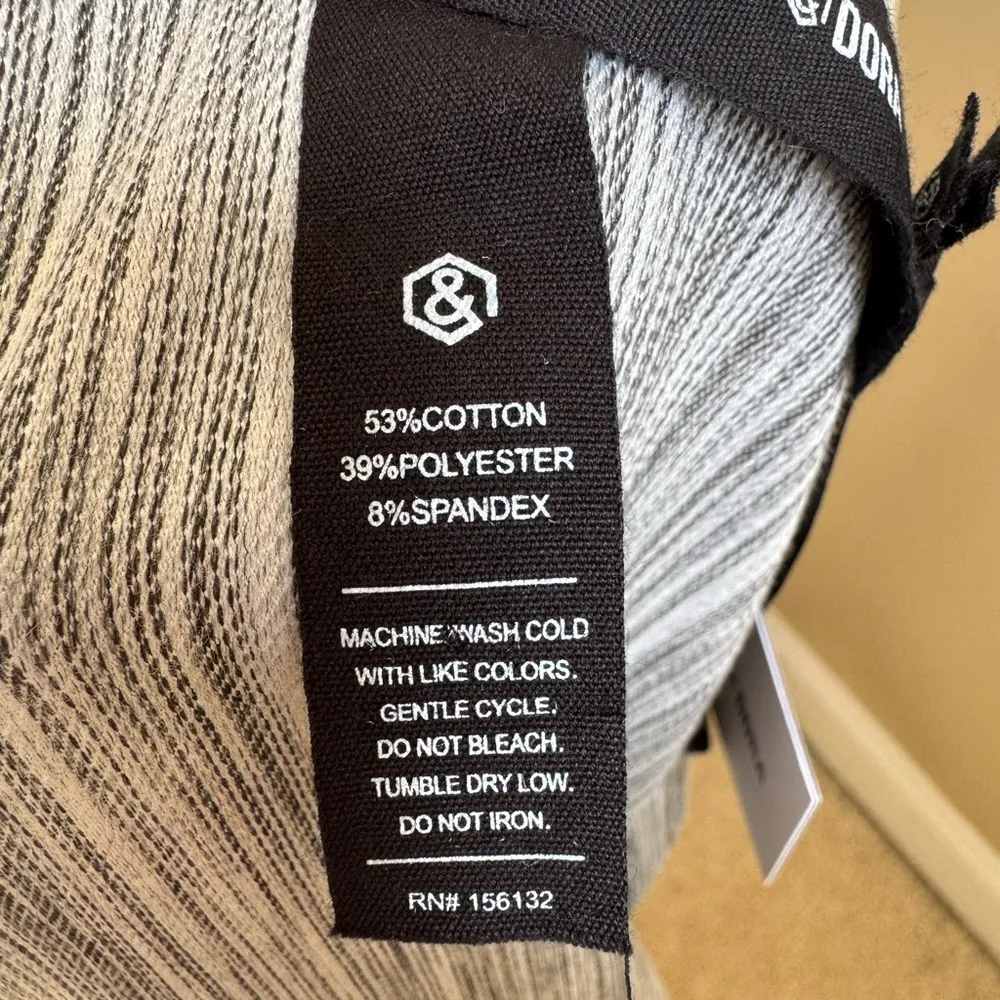 &
53%COTTON
39%POLYESTER
8%SPANDEX
MACHINE WASH COLD
WITH LIKE COLORS.
GENTLE CYCLE.
DO NOT BLEACH.
TUMBLE DRY LOW.
DO NOT IRON.
RN# 156132